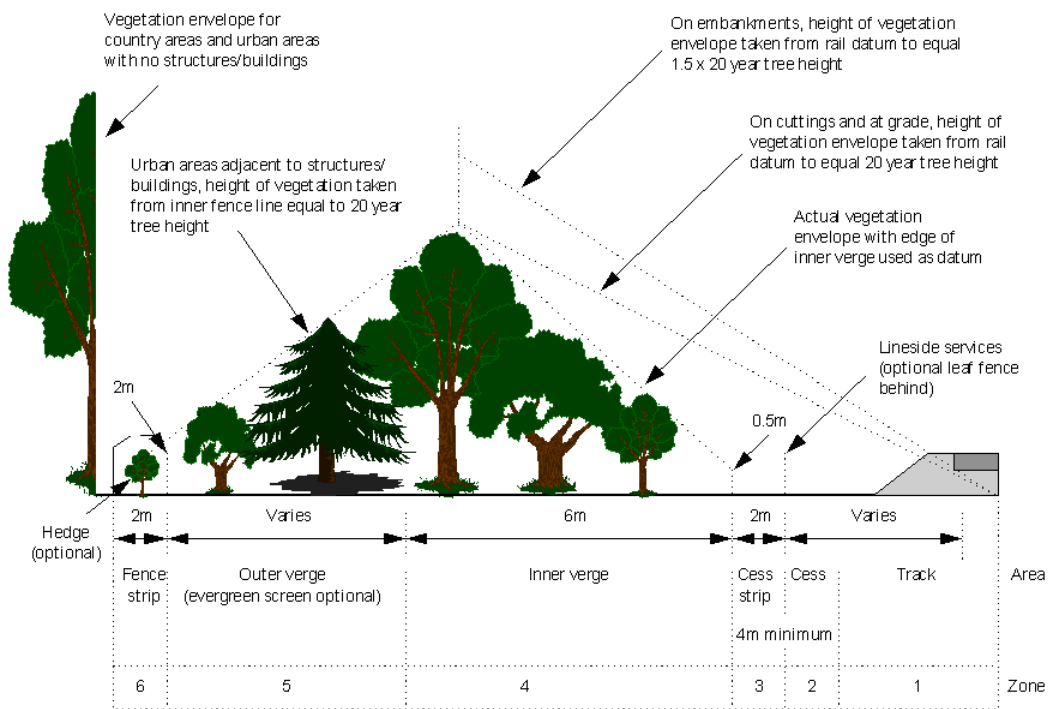 Vegetation envelope for
country areas and urban areas
with no structures/buildings
On embankments, height of vegetation
envelope taken from rail datum to equal
1.5 x 20 year tree height
On cuttings and at grade, height of
vegetation envelope taken from rail
datum to equal 20 year tree height
Urban areas adjacent to structures/
buildings, height of vegetation taken
from inner fence line equal to 20 year
tree height
Actual vegetation
envelope with edge of
inner verge used as datum
Lineside services
(optional leaf fence
behind)
2m
0.5m
Hedge
(optional)
2m
Varies
6m
2m
Varies
Fence
strip
Outer verge
(evergreen screen optional)
Inner verge
Cess
strip
Cess
Track
Area
4m minimum
6
5
4
3
2
1
Zone